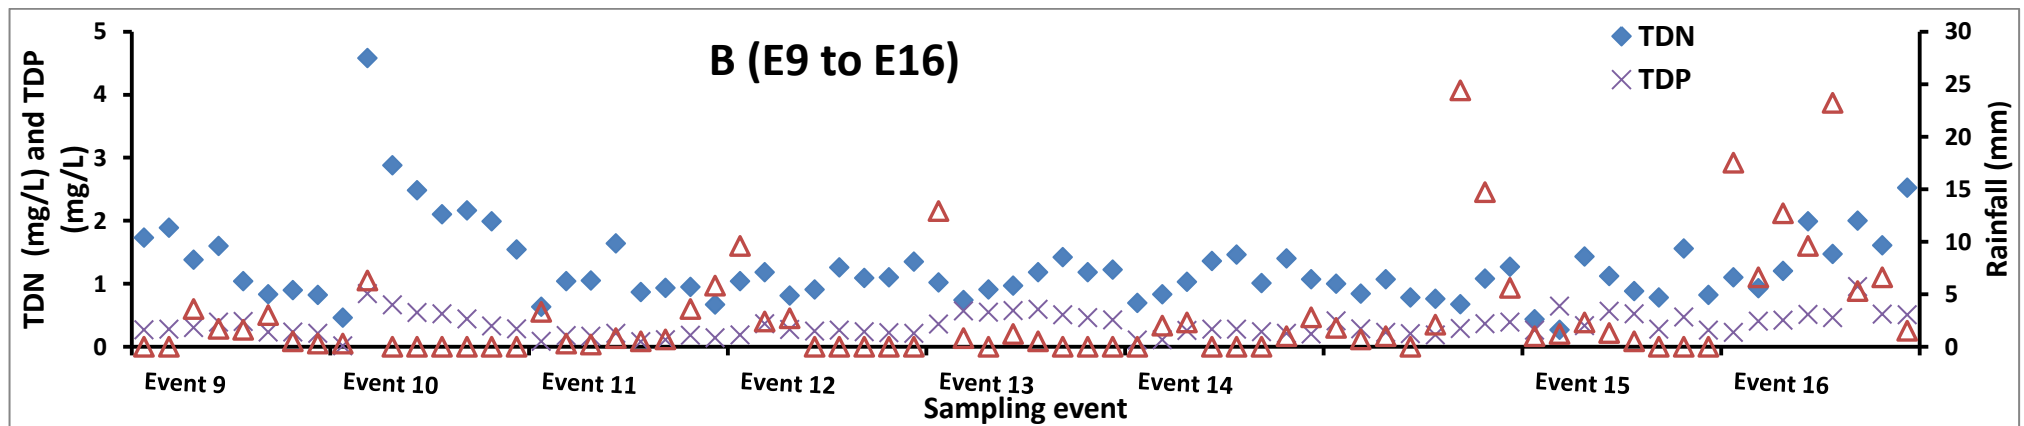 B (E9 to E16)
TDN
TDP
TDN  (mg/L) and TDP
(mg/L)
5
4
3
2
1
0
30
25
20
15
10
5
0
Rainfall (mm)
Event 9
Event 10
Event 11
Event 12
Event 13
Event 14
Event 15
Event 16
Sampling event